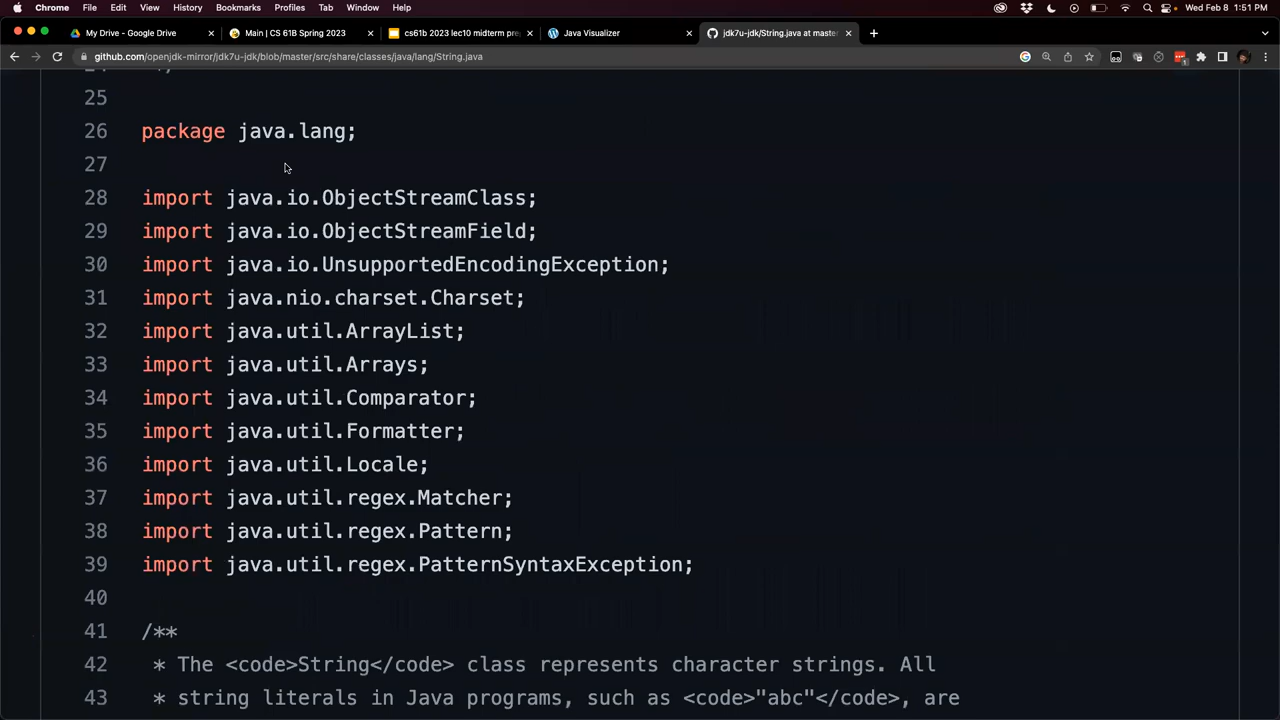 Chrome File Edit View History Bookmarks Profiles Tab Window Help Wed Feb 8 1:51 PM
My Drive - Google Drive Main | CS 61B Spring 2023 cs61b 2023 lec10 midterm pre Java Visualizer jdk7u-jdk/String.java at master
github.com/openjdk-mirror/jdk7u-jdk/blob/master/src/share/classes/java/lang/String.java
25
26 package java.lang;
27
28 import java.io.ObjectStreamClass;
29 import java.io.ObjectStreamField;
30 import java.io.UnsupportedEncodingException;
31 import java.nio.charset.Charset;
32 import java.util.ArrayList;
33 import java.util.Arrays;
34 import java.util.Comparator;
35 import java.util.Formatter;
36 import java.util.Locale;
37 import java.util.regex.Matcher;
38 import java.util.regex.Pattern;
39 import java.util.regex.PatternSyntaxException;
40
41 /**
42 * The <code>String</code> class represents character strings. All
43 * string literals in Java programs, such as <code>"abc"</code>, are